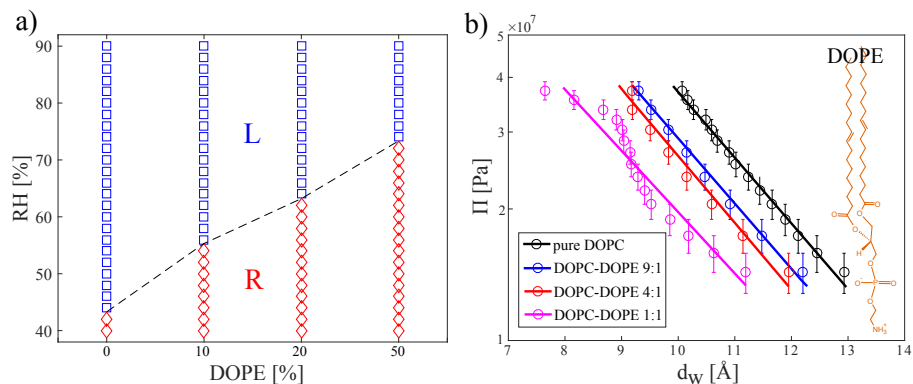 a)
RH [%]
90
80
70
60
50
40
L
R
0
10
20
50
DOPE [%]
b)
×10⁷
Π [Pa]
5
4
3
2
1
DOPE
O
O
O
O
H
O
O⁻
P
O
O
NH₃⁺
pure DOPC
DOPC-DOPE 9:1
DOPC-DOPE 4:1
DOPC-DOPE 1:1
7
8
9
10
11
12
13
14
d_W [Å]